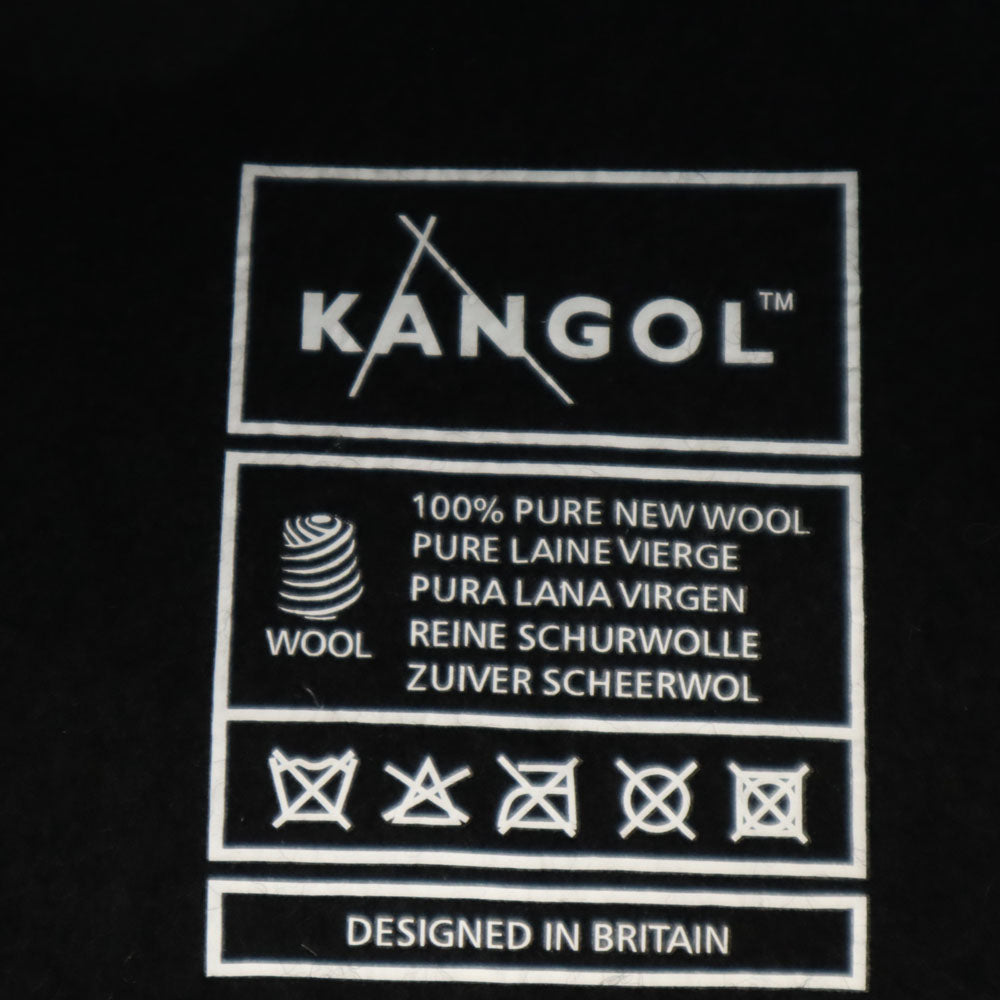 KANGOL™
100% PURE NEW WOOL
PURE LAINE VIERGE
PURA LANA VIRGEN
REINE SCHURWOLLE
ZUIVER SCHEERWOL
WOOL
DESIGNED IN BRITAIN